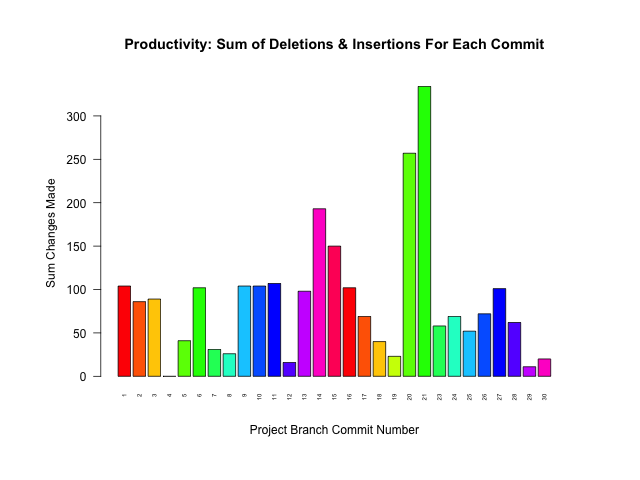 Productivity: Sum of Deletions & Insertions For Each Commit
300
250
200
150
100
50
0
Sum Changes Made
1 2 3 4 5 6 7 8 9 10 11 12 13 14 15 16 17 18 19 20 21 23 24 25 26 27 28 29 30
Project Branch Commit Number